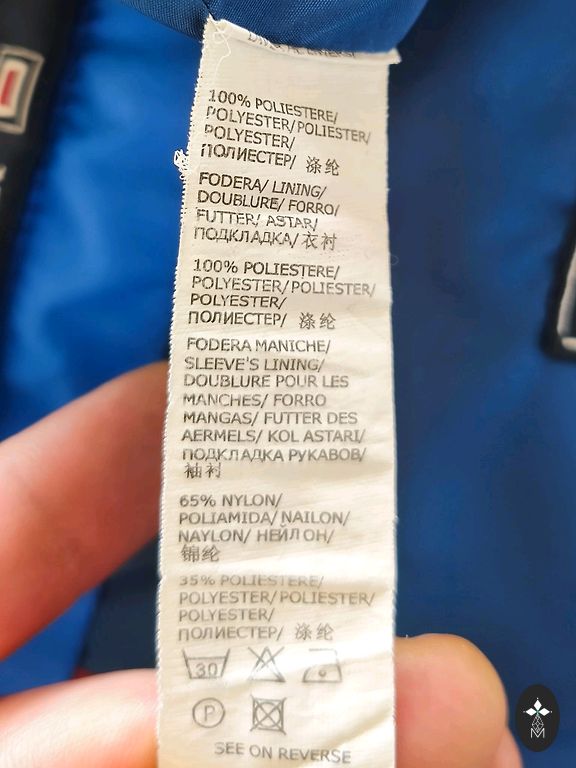 100% POLIESTERE/
POLYESTER/POLIESTER/
POLYESTER/
ПОЛИЕСТЕР/ 涤纶
FODERA/ LINING/
DOUBLURE/ FORRO/
FUTTER/ ASTAR/
ПОДКЛАДКА/衣衬
100% POLIESTERE/
POLYESTER/POLIESTER/
POLYESTER/
ПОЛИЕСТЕР/ 涤纶
FODERA MANICHE/
SLEEVE'S LINING/
DOUBLURE POUR LES
MANCHES/ FORRO
MANGAS/ FUTTER DES
AERMELS/ KOL ASTARI/
ПОДКЛАДКА РУКАВОВ/
袖衬
65% NYLON/
POLIAMIDA/NAILON/
NAYLON/ НЕЙЛОН/
锦纶
35% POLIESTERE/
POLYESTER/POLIESTER/
POLYESTER/
ПОЛИЕСТЕР/ 涤纶
30
P
SEE ON REVERSE
M